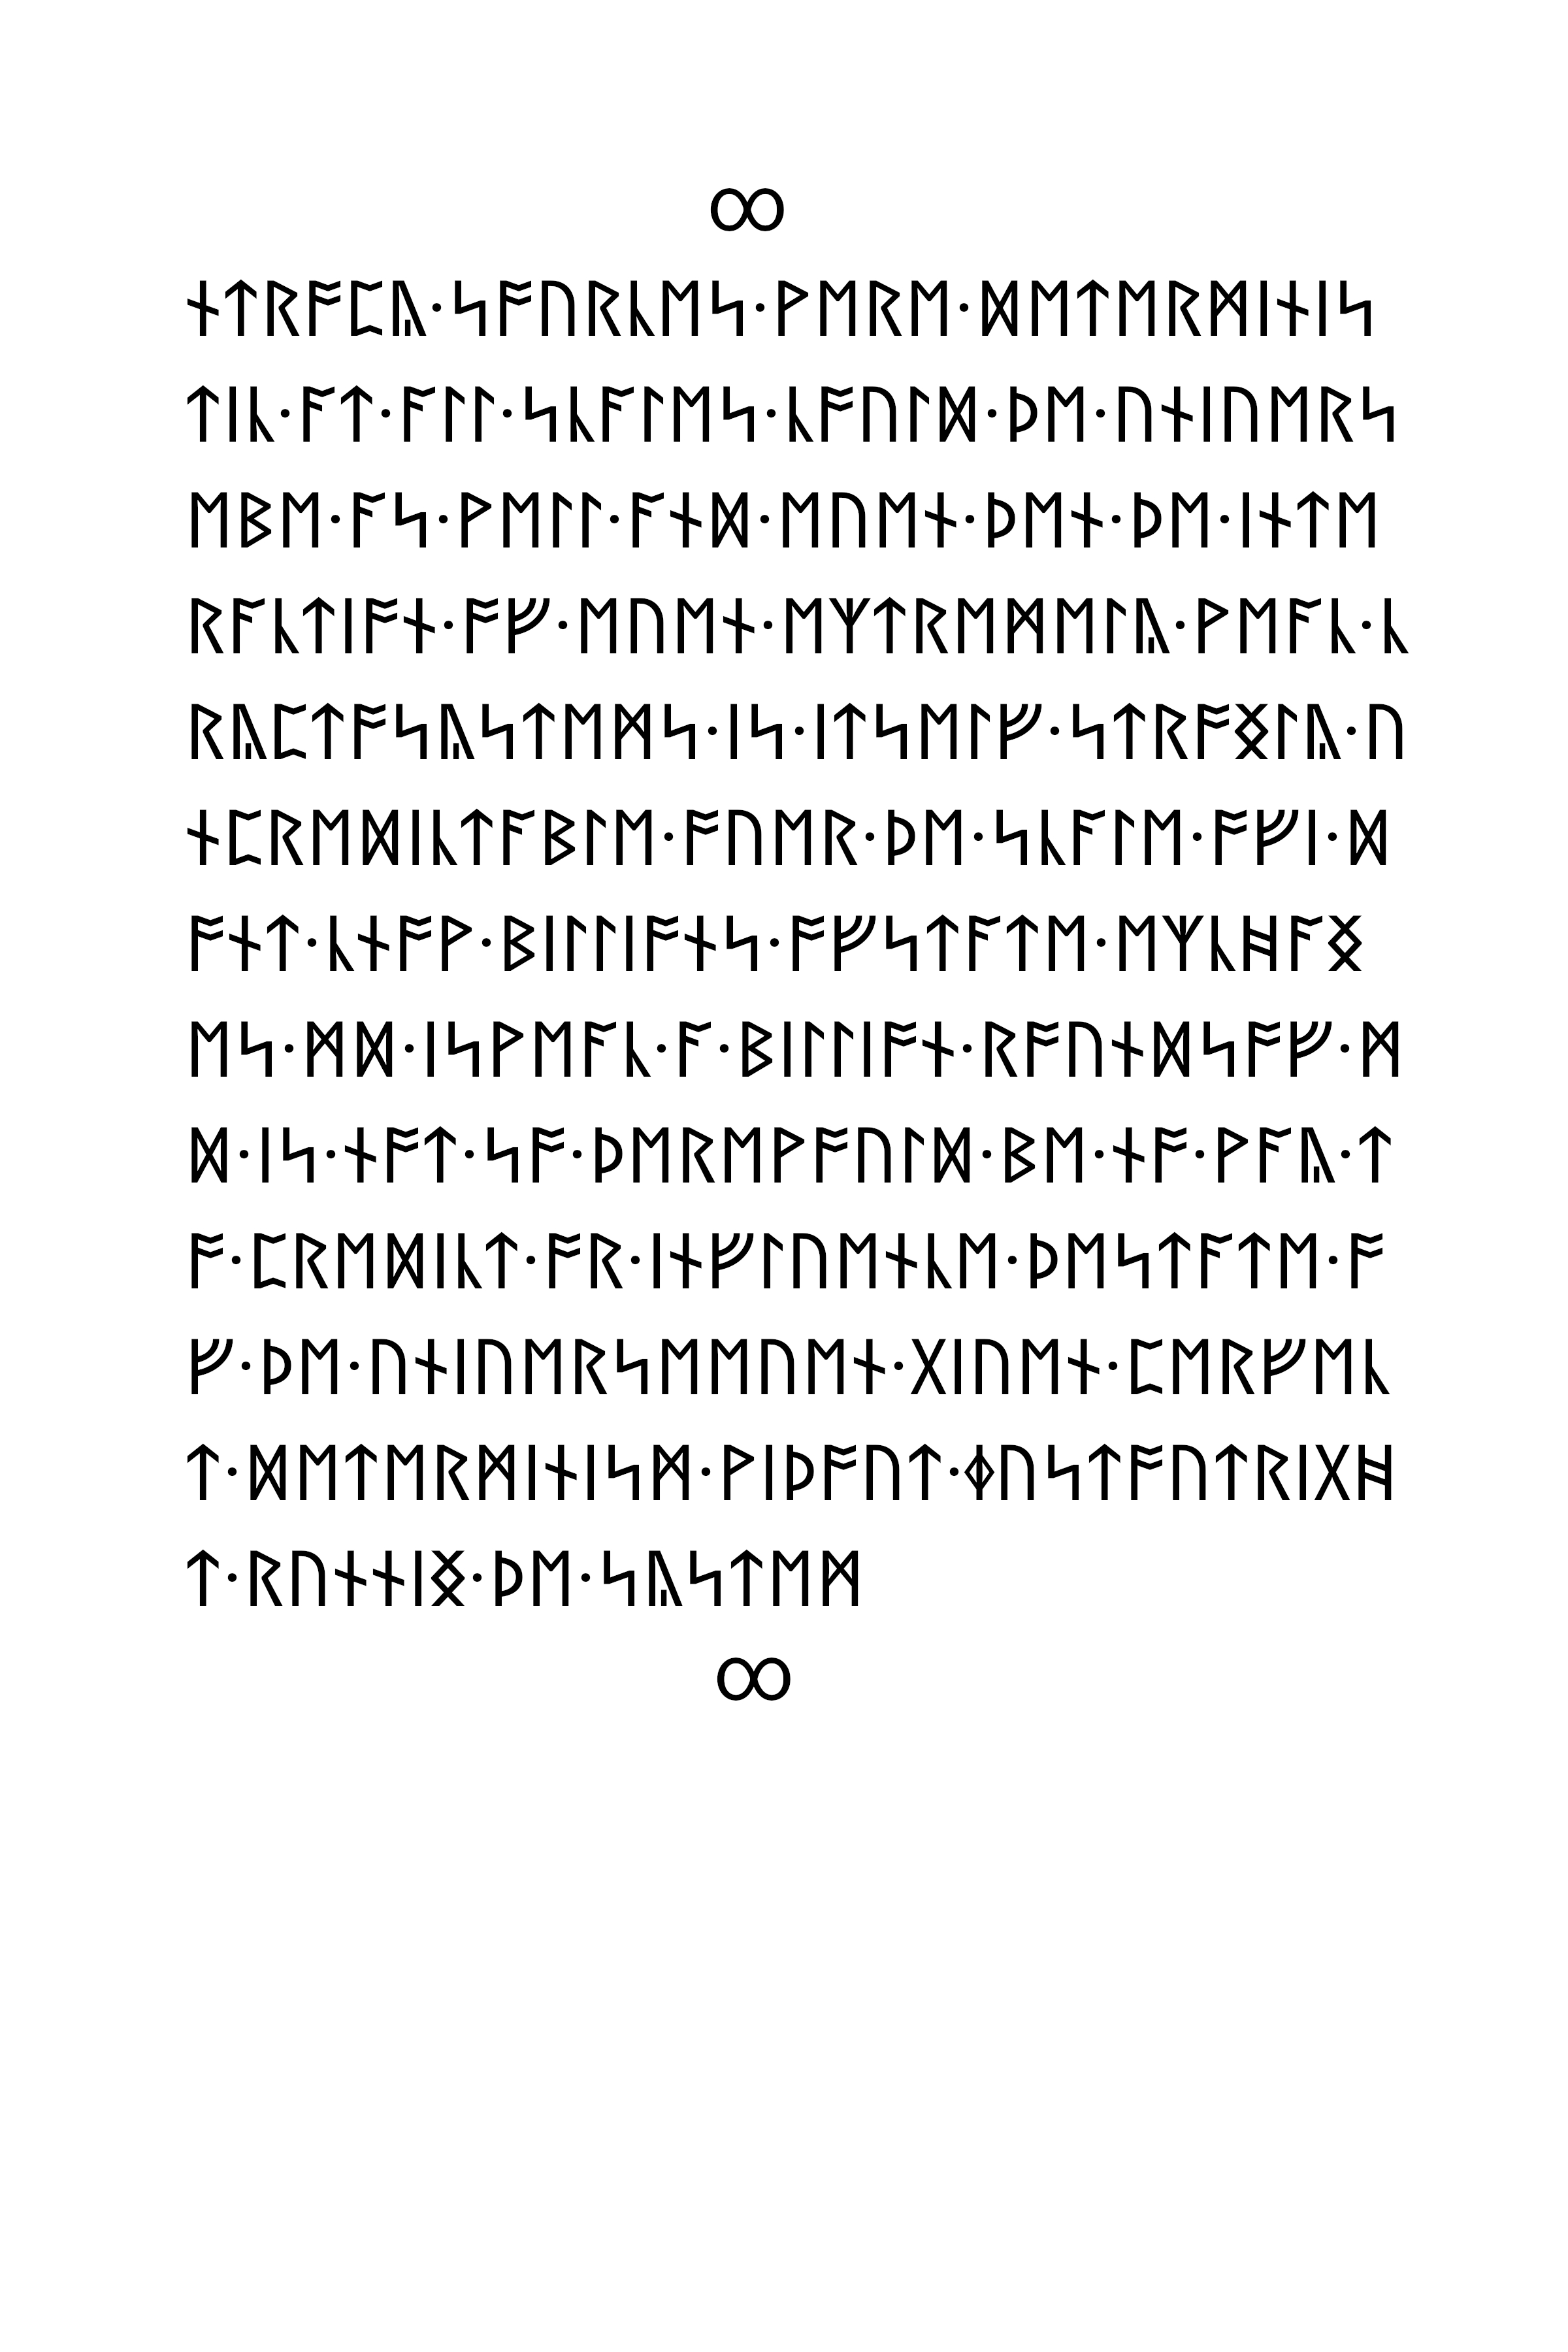 ∞
ᚾᛏᚱᚩᛈᚣ•ᛋᚩᚢᚱᚳᛖᛋ•ᚹᛖᚱᛖ•ᛞᛖᛏᛖᚱᛗᛁᚾᛁᛋ
ᛏᛁᚳ•ᚪᛏ•ᚪᛚᛚ•ᛋᚳᚪᛚᛖᛋ•ᚳᚩᚢᛚᛞ•ᚦᛖ•ᚢᚾᛁᚢᛖᚱᛋ
ᛖᛒᛖ•ᚪᛋ•ᚹᛖᛚᛚ•ᚪᚾᛞ•ᛖᚢᛖᚾ•ᚦᛖᚾ•ᚦᛖ•ᛁᚾᛏᛖ
ᚱᚪᚳᛏᛁᚩᚾ•ᚩᚠ•ᛖᚢᛖᚾ•ᛖᛉᛏᚱᛖᛗᛖᛚᚣ•ᚹᛖᚪᚳ•ᚳ
ᚱᚣᛈᛏᚩᛋᚣᛋᛏᛖᛗᛋ•ᛁᛋ•ᛁᛏᛋᛖᛚᚠ•ᛋᛏᚱᚩᛝᛚᚣ•ᚢ
ᚾᛈᚱᛖᛞᛁᚳᛏᚪᛒᛚᛖ•ᚩᚢᛖᚱ•ᚦᛖ•ᛋᚳᚪᛚᛖ•ᚩᚠᛁ•ᛞ
ᚩᚾᛏ•ᚳᚾᚩᚹ•ᛒᛁᛚᛚᛁᚩᚾᛋ•ᚩᚠᛋᛏᚪᛏᛖ•ᛖᛉᚳᚻᚪᛝ
ᛖᛋ•ᛗᛞ•ᛁᛋᚹᛖᚪᚳ•ᚪ•ᛒᛁᛚᛚᛁᚩᚾ•ᚱᚩᚢᚾᛞᛋᚩᚠ•ᛗ
ᛞ•ᛁᛋ•ᚾᚩᛏ•ᛋᚩ•ᚦᛖᚱᛖᚹᚩᚢᛚᛞ•ᛒᛖ•ᚾᚩ•ᚹᚪᚣ•ᛏ
ᚩ•ᛈᚱᛖᛞᛁᚳᛏ•ᚩᚱ•ᛁᚾᚠᛚᚢᛖᚾᚳᛖ•ᚦᛖᛋᛏᚪᛏᛖ•ᚩ
ᚠ•ᚦᛖ•ᚢᚾᛁᚢᛖᚱᛋᛖᛖᚢᛖᚾ•ᚷᛁᚢᛖᚾ•ᛈᛖᚱᚠᛖᚳ
ᛏ•ᛞᛖᛏᛖᚱᛗᛁᚾᛁᛋᛗ•ᚹᛁᚦᚩᚢᛏ•ᛄᚢᛋᛏᚩᚢᛏᚱᛁᚷᚻ
ᛏ•ᚱᚢᚾᚾᛁᛝ•ᚦᛖ•ᛋᚣᛋᛏᛖᛗ
∞